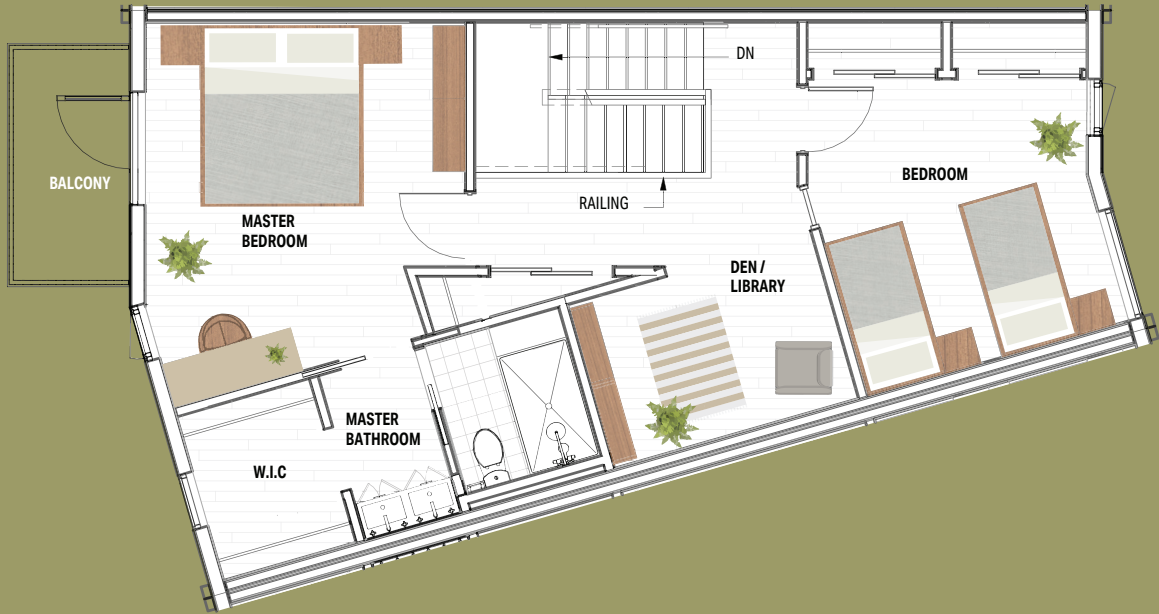 DN
BALCONY
BEDROOM
RAILING
MASTER
BEDROOM
DEN /
LIBRARY
MASTER
BATHROOM
W.I.C